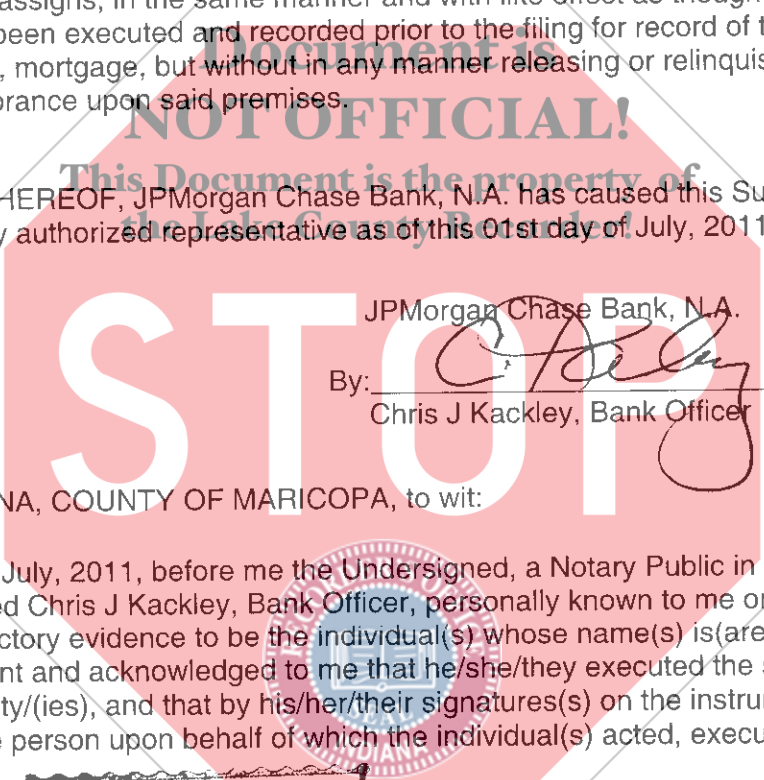 assigns, in the same manner and with like effect as though
been executed and recorded prior to the filing for record of t
, mortgage, but without in any manner releasing or relinquis
brance upon said premises.
Document is
NOT OFFICIAL!
This Document is the property of
the Lake County Recorder!
HEREOF, JPMorgan Chase Bank, N.A. has caused this Su
y authorized representative as of this 01st day of July, 2011
STOP
JPMorgan Chase Bank, N.A.
By:
Chris J Kackley, Bank Officer
NA, COUNTY OF MARICOPA, to wit:
July, 2011, before me the Undersigned, a Notary Public in
ed Chris J Kackley, Bank Officer, personally known to me or
ctory evidence to be the individual(s) whose name(s) is(are
nt and acknowledged to me that he/she/they executed the s
ty/(ies), and that by his/her/their signatures(s) on the instru
e person upon behalf of which the individual(s) acted, execu
SEAL